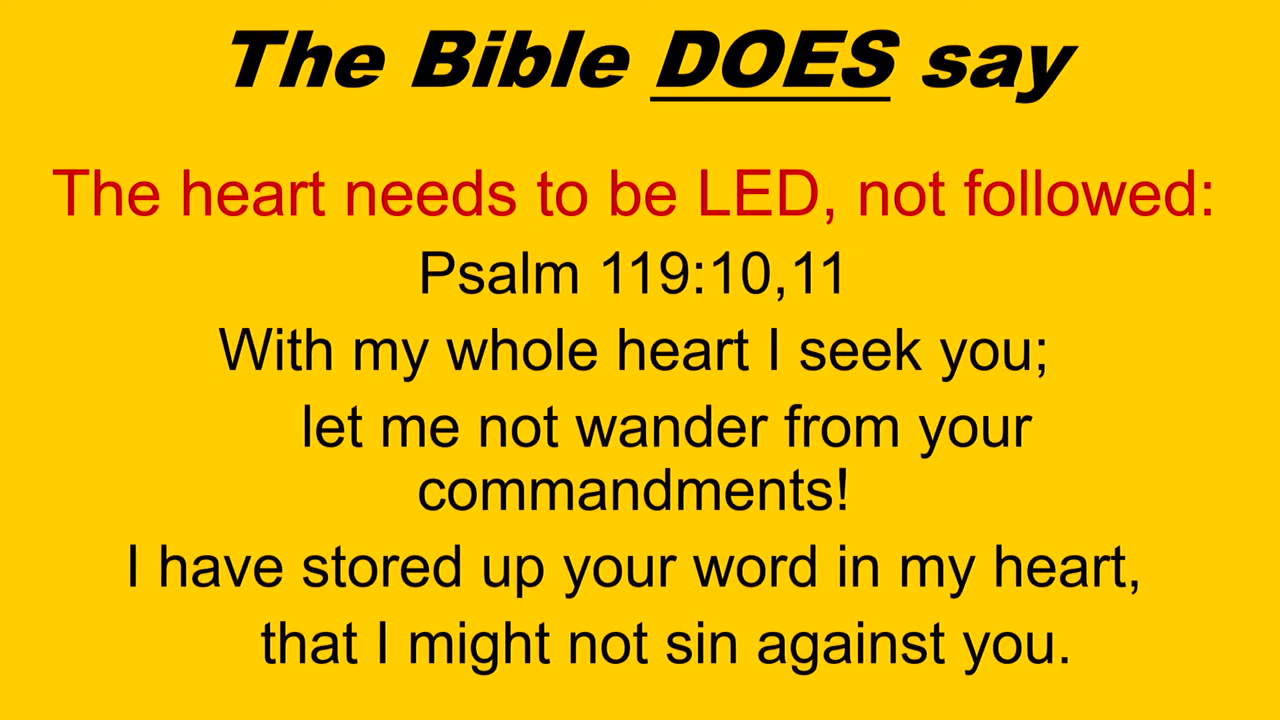 The Bible DOES say
The heart needs to be LED, not followed:
Psalm 119:10,11
With my whole heart I seek you;
let me not wander from your
commandments!
I have stored up your word in my heart,
that I might not sin against you.